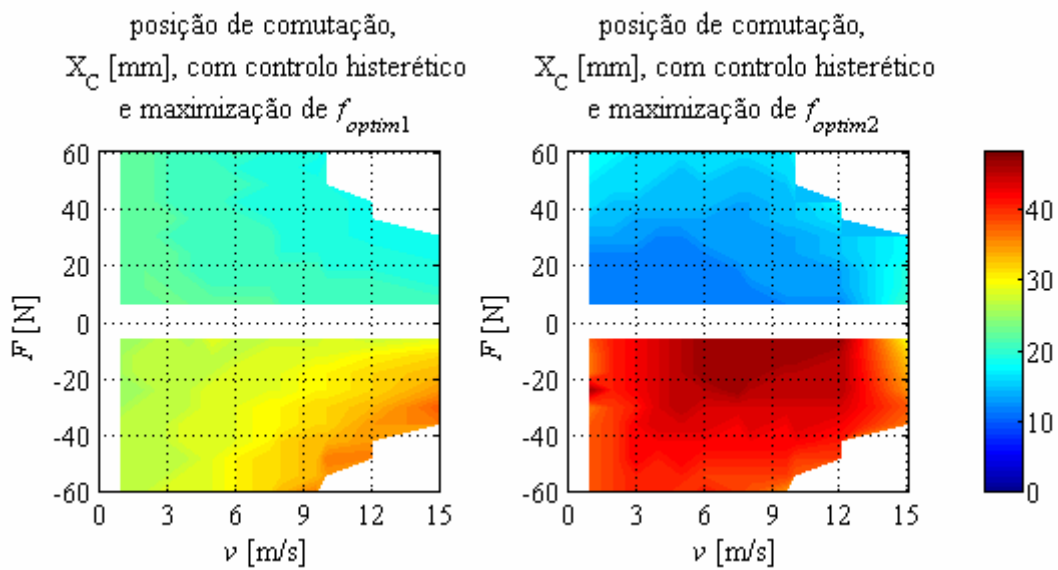 posição de comutação,
X_C [mm], com controlo histerético
e maximização de f_optim1
posição de comutação,
X_C [mm], com controlo histerético
e maximização de f_optim2
60
40
20
0
-20
-40
-60
F [N]
0 3 6 9 12 15
v [m/s]
60
40
20
0
-20
-40
-60
F [N]
0 3 6 9 12 15
v [m/s]
40
30
20
10
0